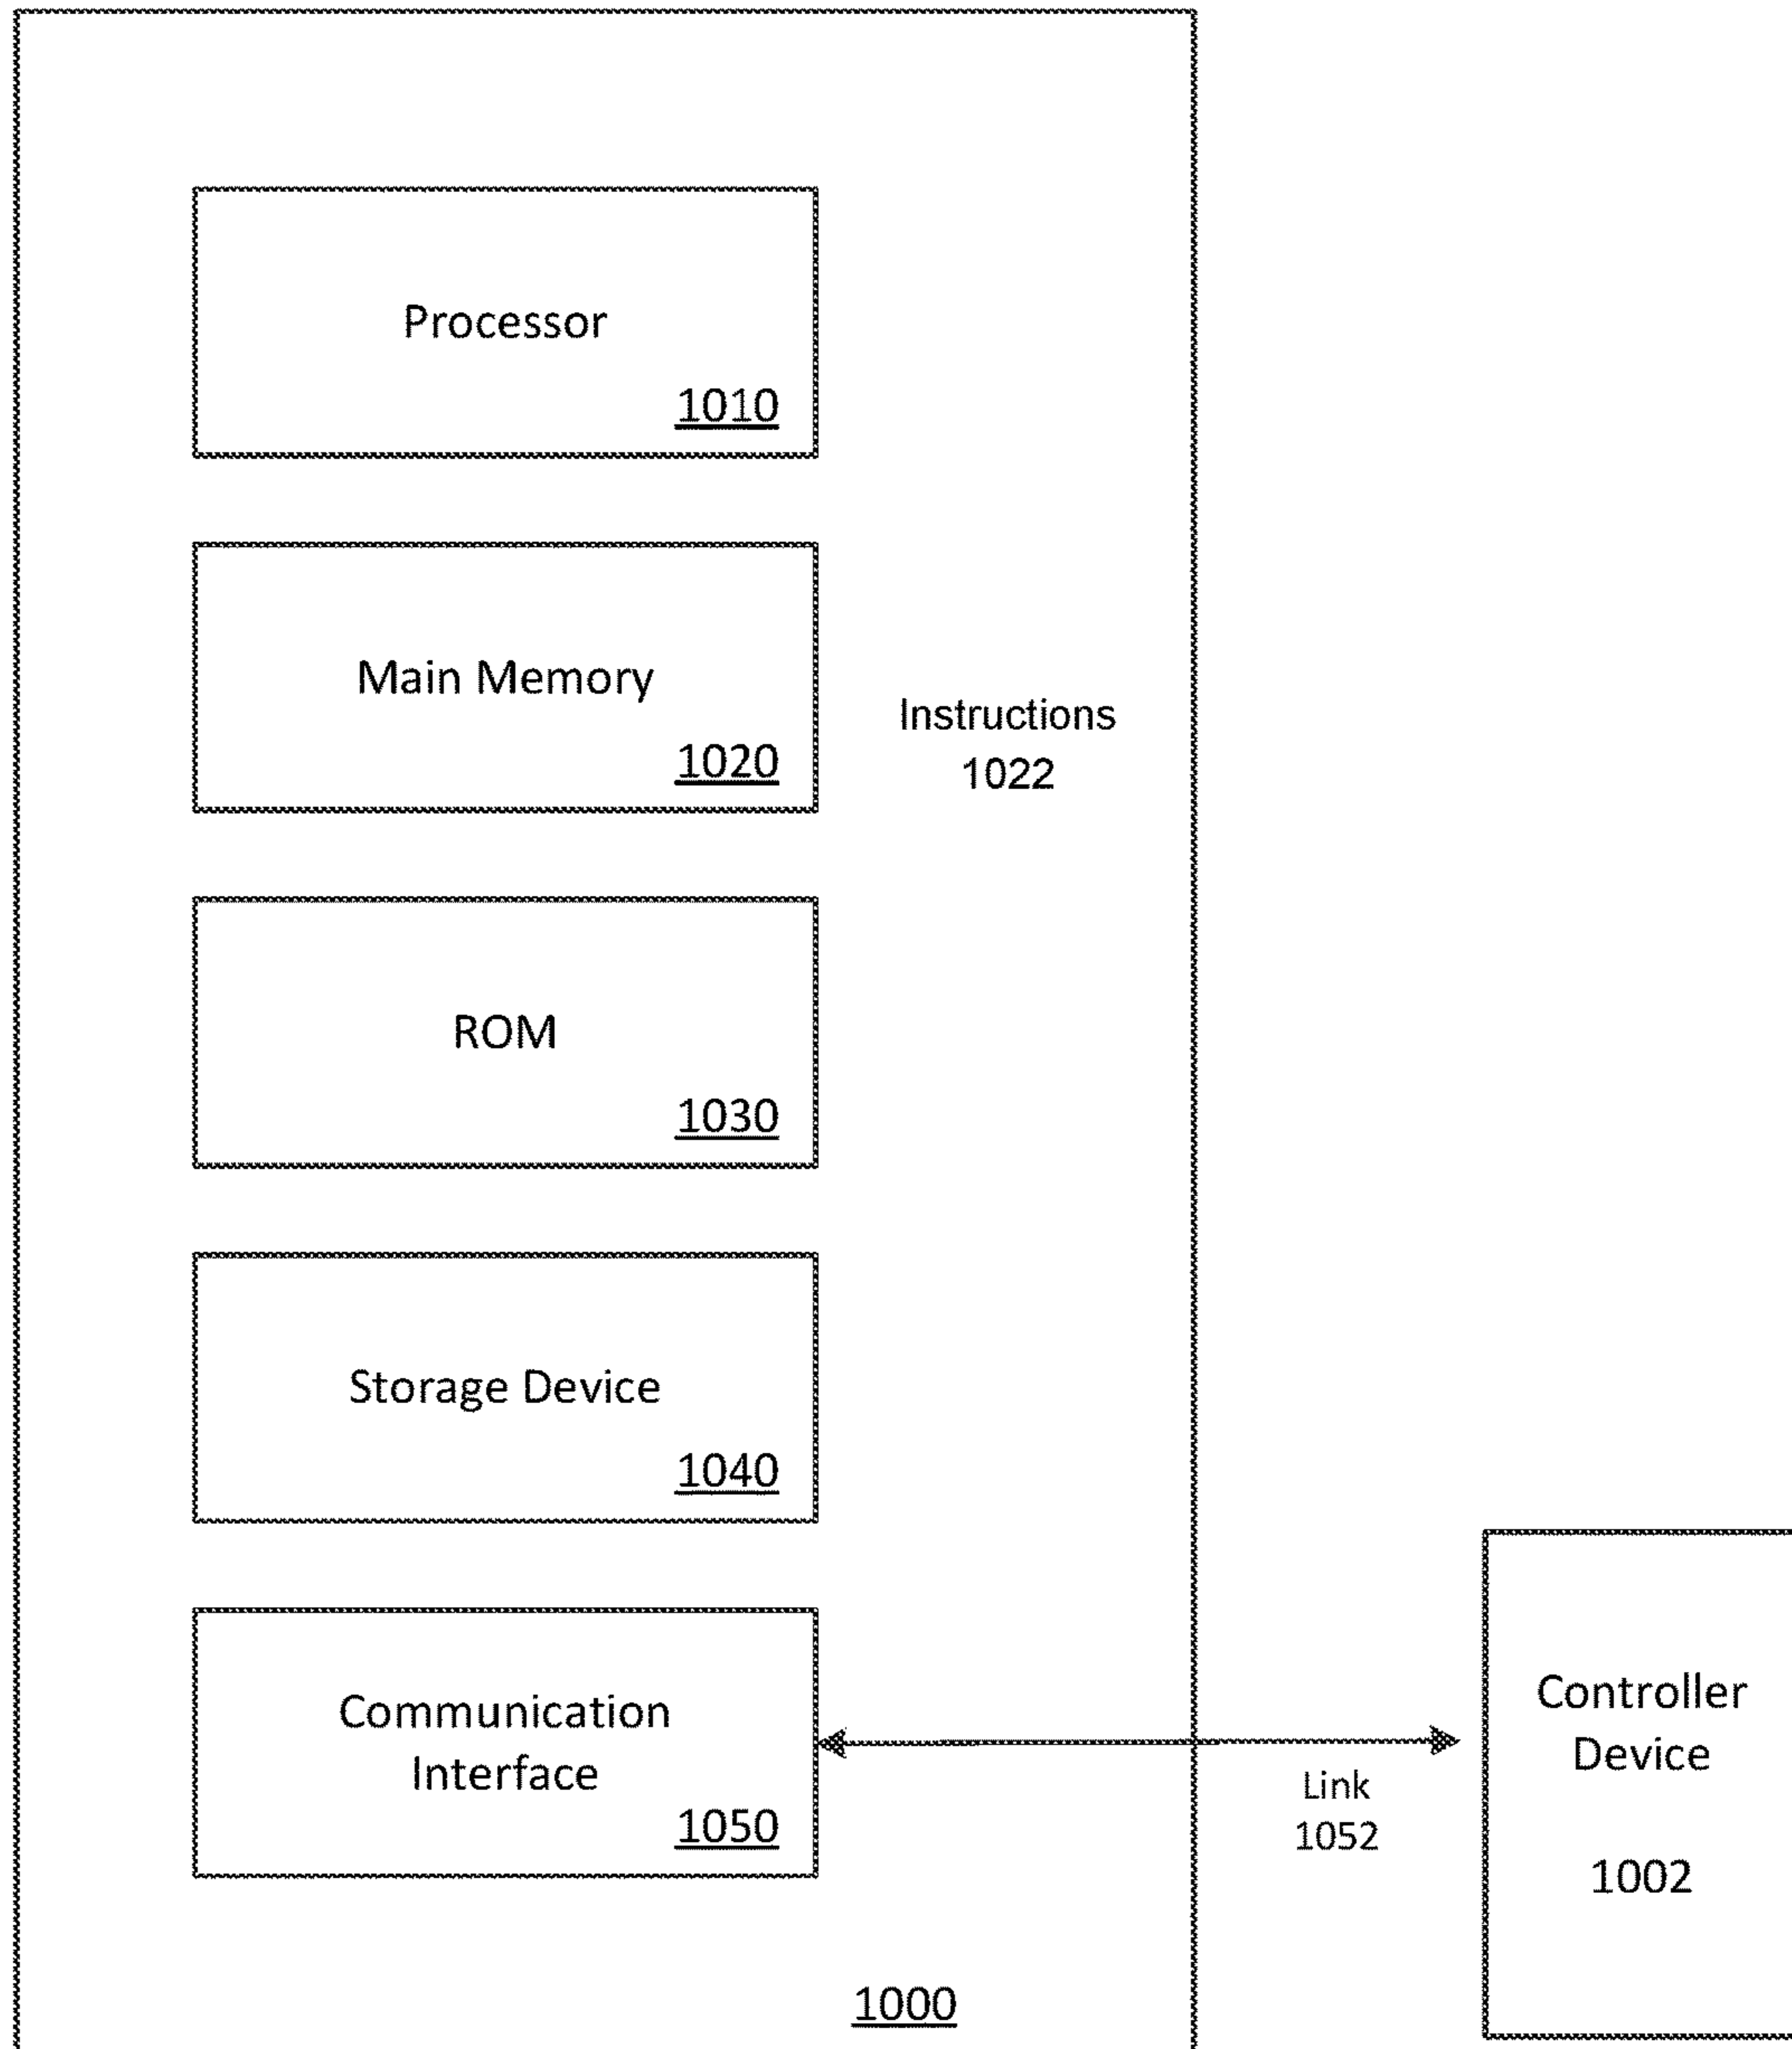 Processor
1010
Main Memory
1020
Instructions
1022
ROM
1030
Storage Device
1040
Communication
Interface
1050
Link
1052
Controller
Device
1002
1000